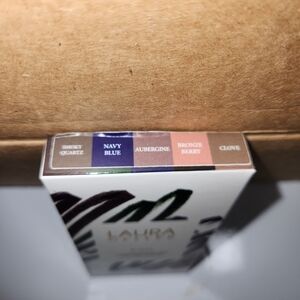 SMOKY
QUARTZ
NAVY
BLUE
AUBERGINE
BRONZE
BERRY
CLOVE
LAURA